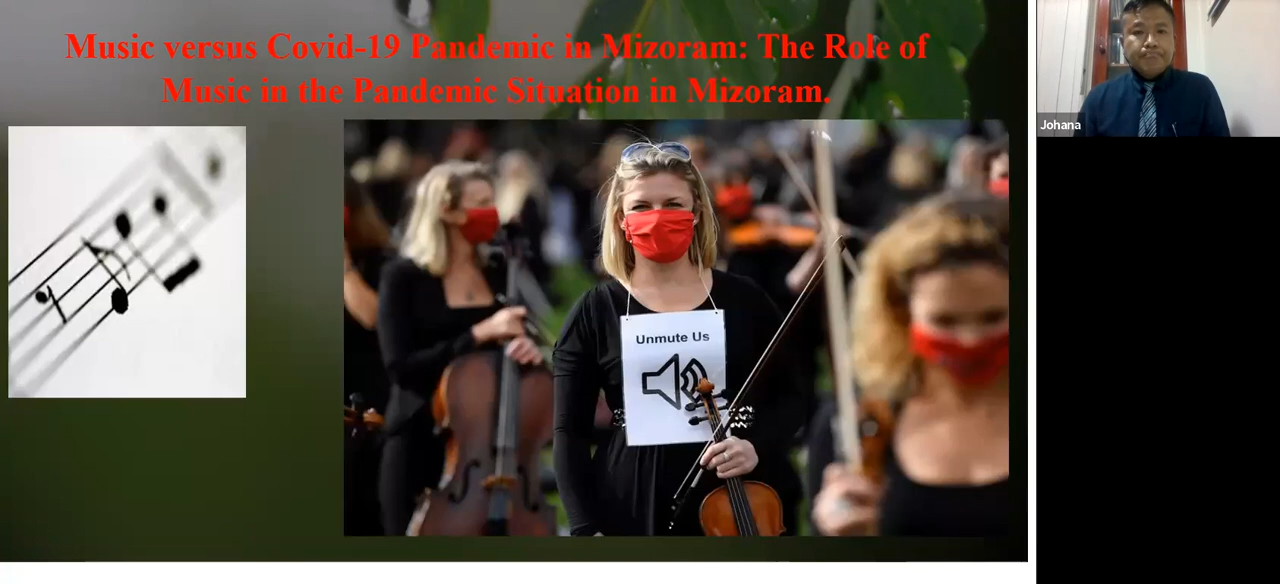 Music versus Covid-19 Pandemic in Mizoram: The Role of
Music in the Pandemic Situation in Mizoram.
Unmute Us
Johana